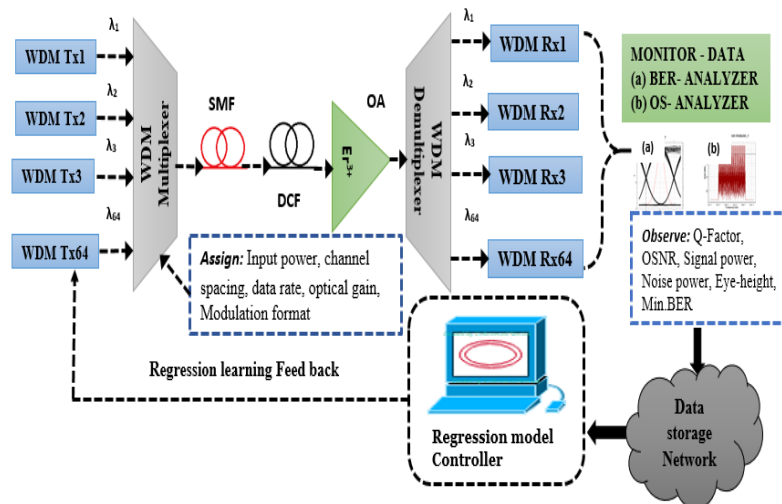 λ1
WDM Tx1
λ2
WDM Tx2
λ3
WDM Tx3
λ64
WDM Tx64
WDM
Multiplexer
SMF
DCF
OA
Er3+
WDM
Demultiplexer
λ1
WDM Rx1
λ2
WDM Rx2
λ3
WDM Rx3
λ64
WDM Rx64
MONITOR - DATA
(a) BER- ANALYZER
(b) OS- ANALYZER
(a)
(b)
Observe: Q-Factor,
OSNR, Signal power,
Noise power, Eye-height,
Min.BER
Assign: Input power, channel
spacing, data rate, optical gain,
Modulation format
Regression learning Feed back
Regression model
Controller
Data
storage
Network